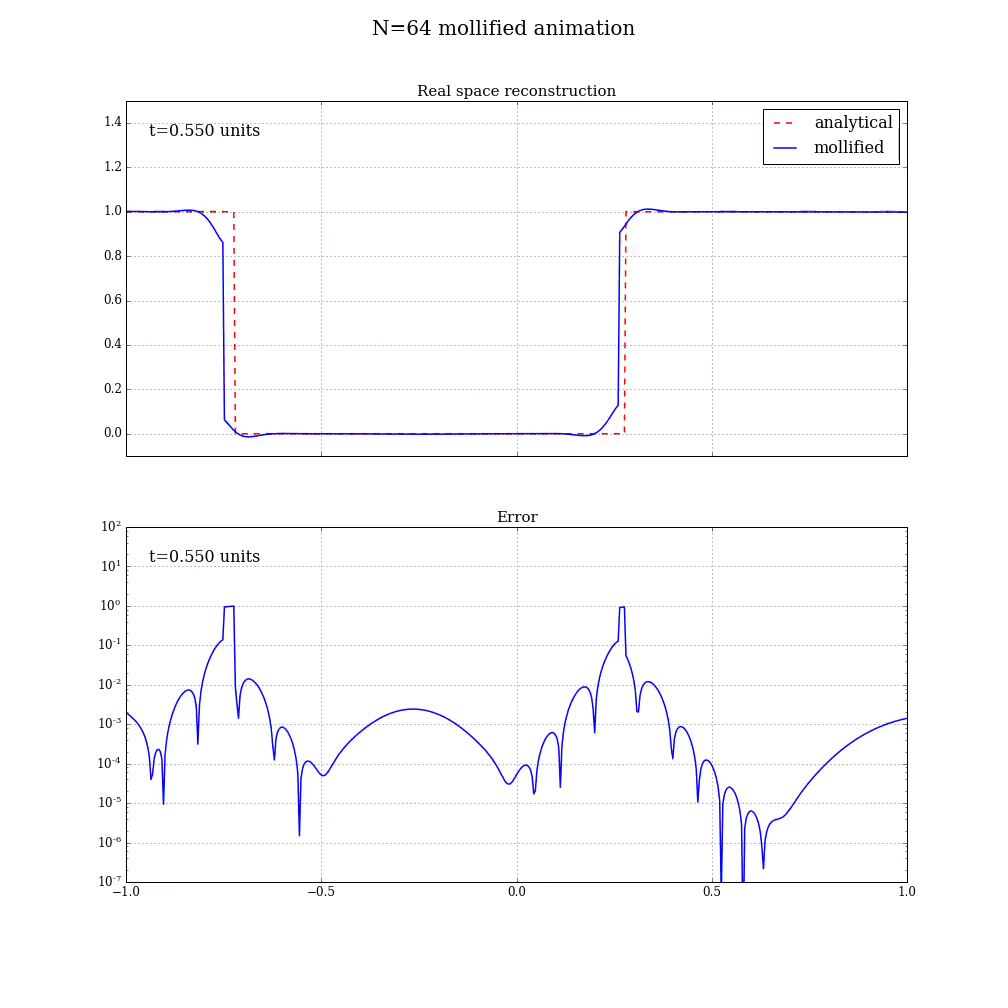 N=64 mollified animation
Real space reconstruction
t=0.550 units
analytical
mollified
1.4
1.2
1.0
0.8
0.6
0.4
0.2
0.0
Error
t=0.550 units
10²
10¹
10⁰
10⁻¹
10⁻²
10⁻³
10⁻⁴
10⁻⁵
10⁻⁶
10⁻⁷
−1.0 −0.5 0.0 0.5 1.0